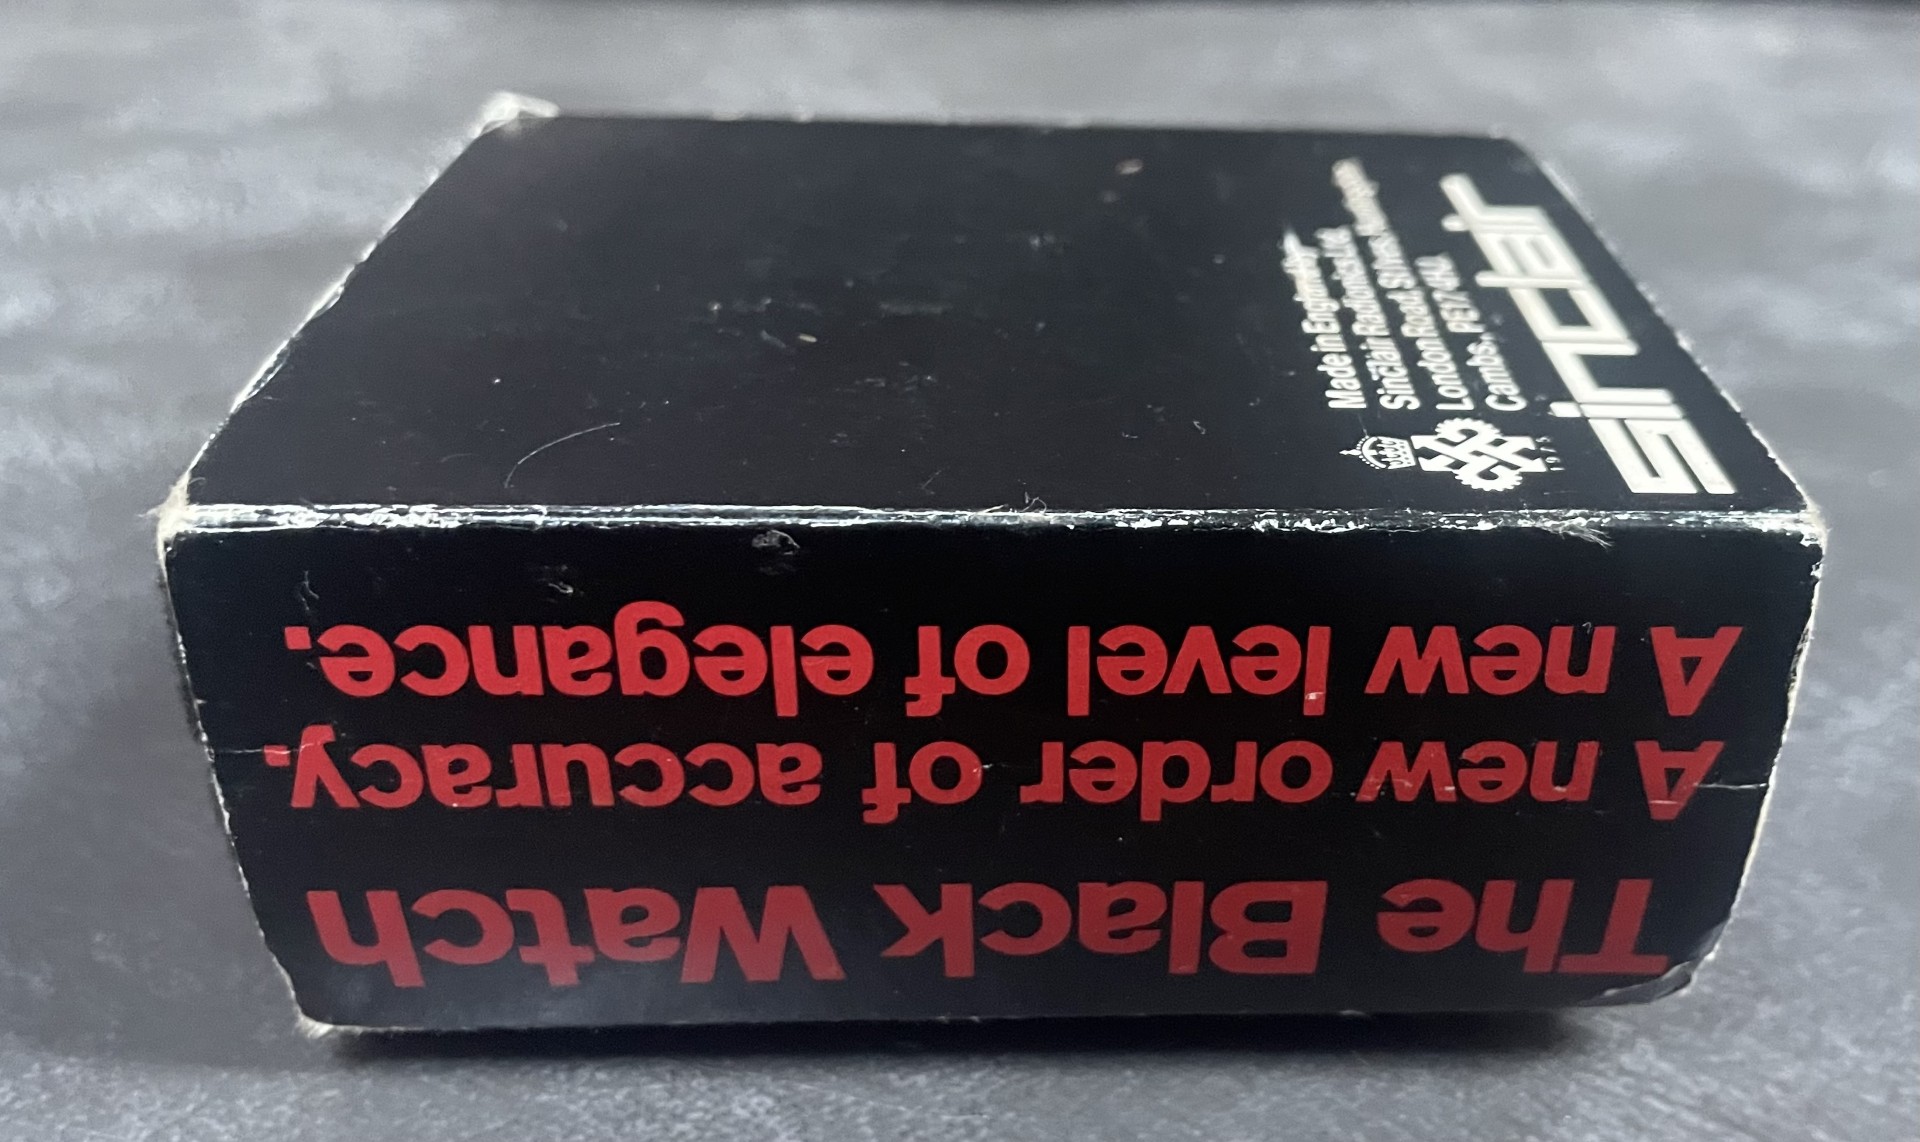 The Black Watch
A new order of accuracy.
A new level of elegance.
Made in England by
Sinclair Radionics Ltd,
London Road St Ives Huntingdon
Cambs., PE17 4HJ.
1975
sinclair